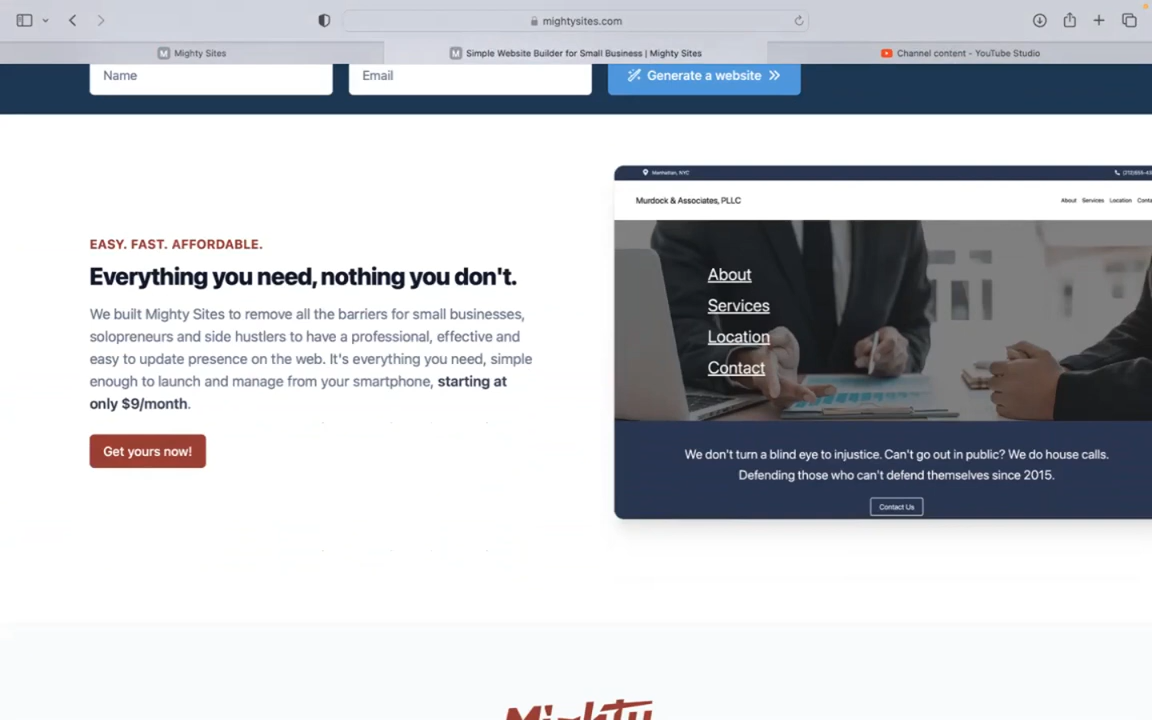 mightysites.com
Mighty Sites
Simple Website Builder for Small Business | Mighty Sites
Channel content - YouTube Studio
Name
Email
Generate a website
EASY. FAST. AFFORDABLE.
Everything you need, nothing you don't.
We built Mighty Sites to remove all the barriers for small businesses,
solopreneurs and side hustlers to have a professional, effective and
easy to update presence on the web. It's everything you need, simple
enough to launch and manage from your smartphone, starting at
only $9/month.
Get yours now!
Manhattan, NYC
Murdock & Associates, PLLC
About Services Location
About
Services
Location
Contact
We don't turn a blind eye to injustice. Can't go out in public? We do house calls.
Defending those who can't defend themselves since 2015.
Contact Us
Mighty